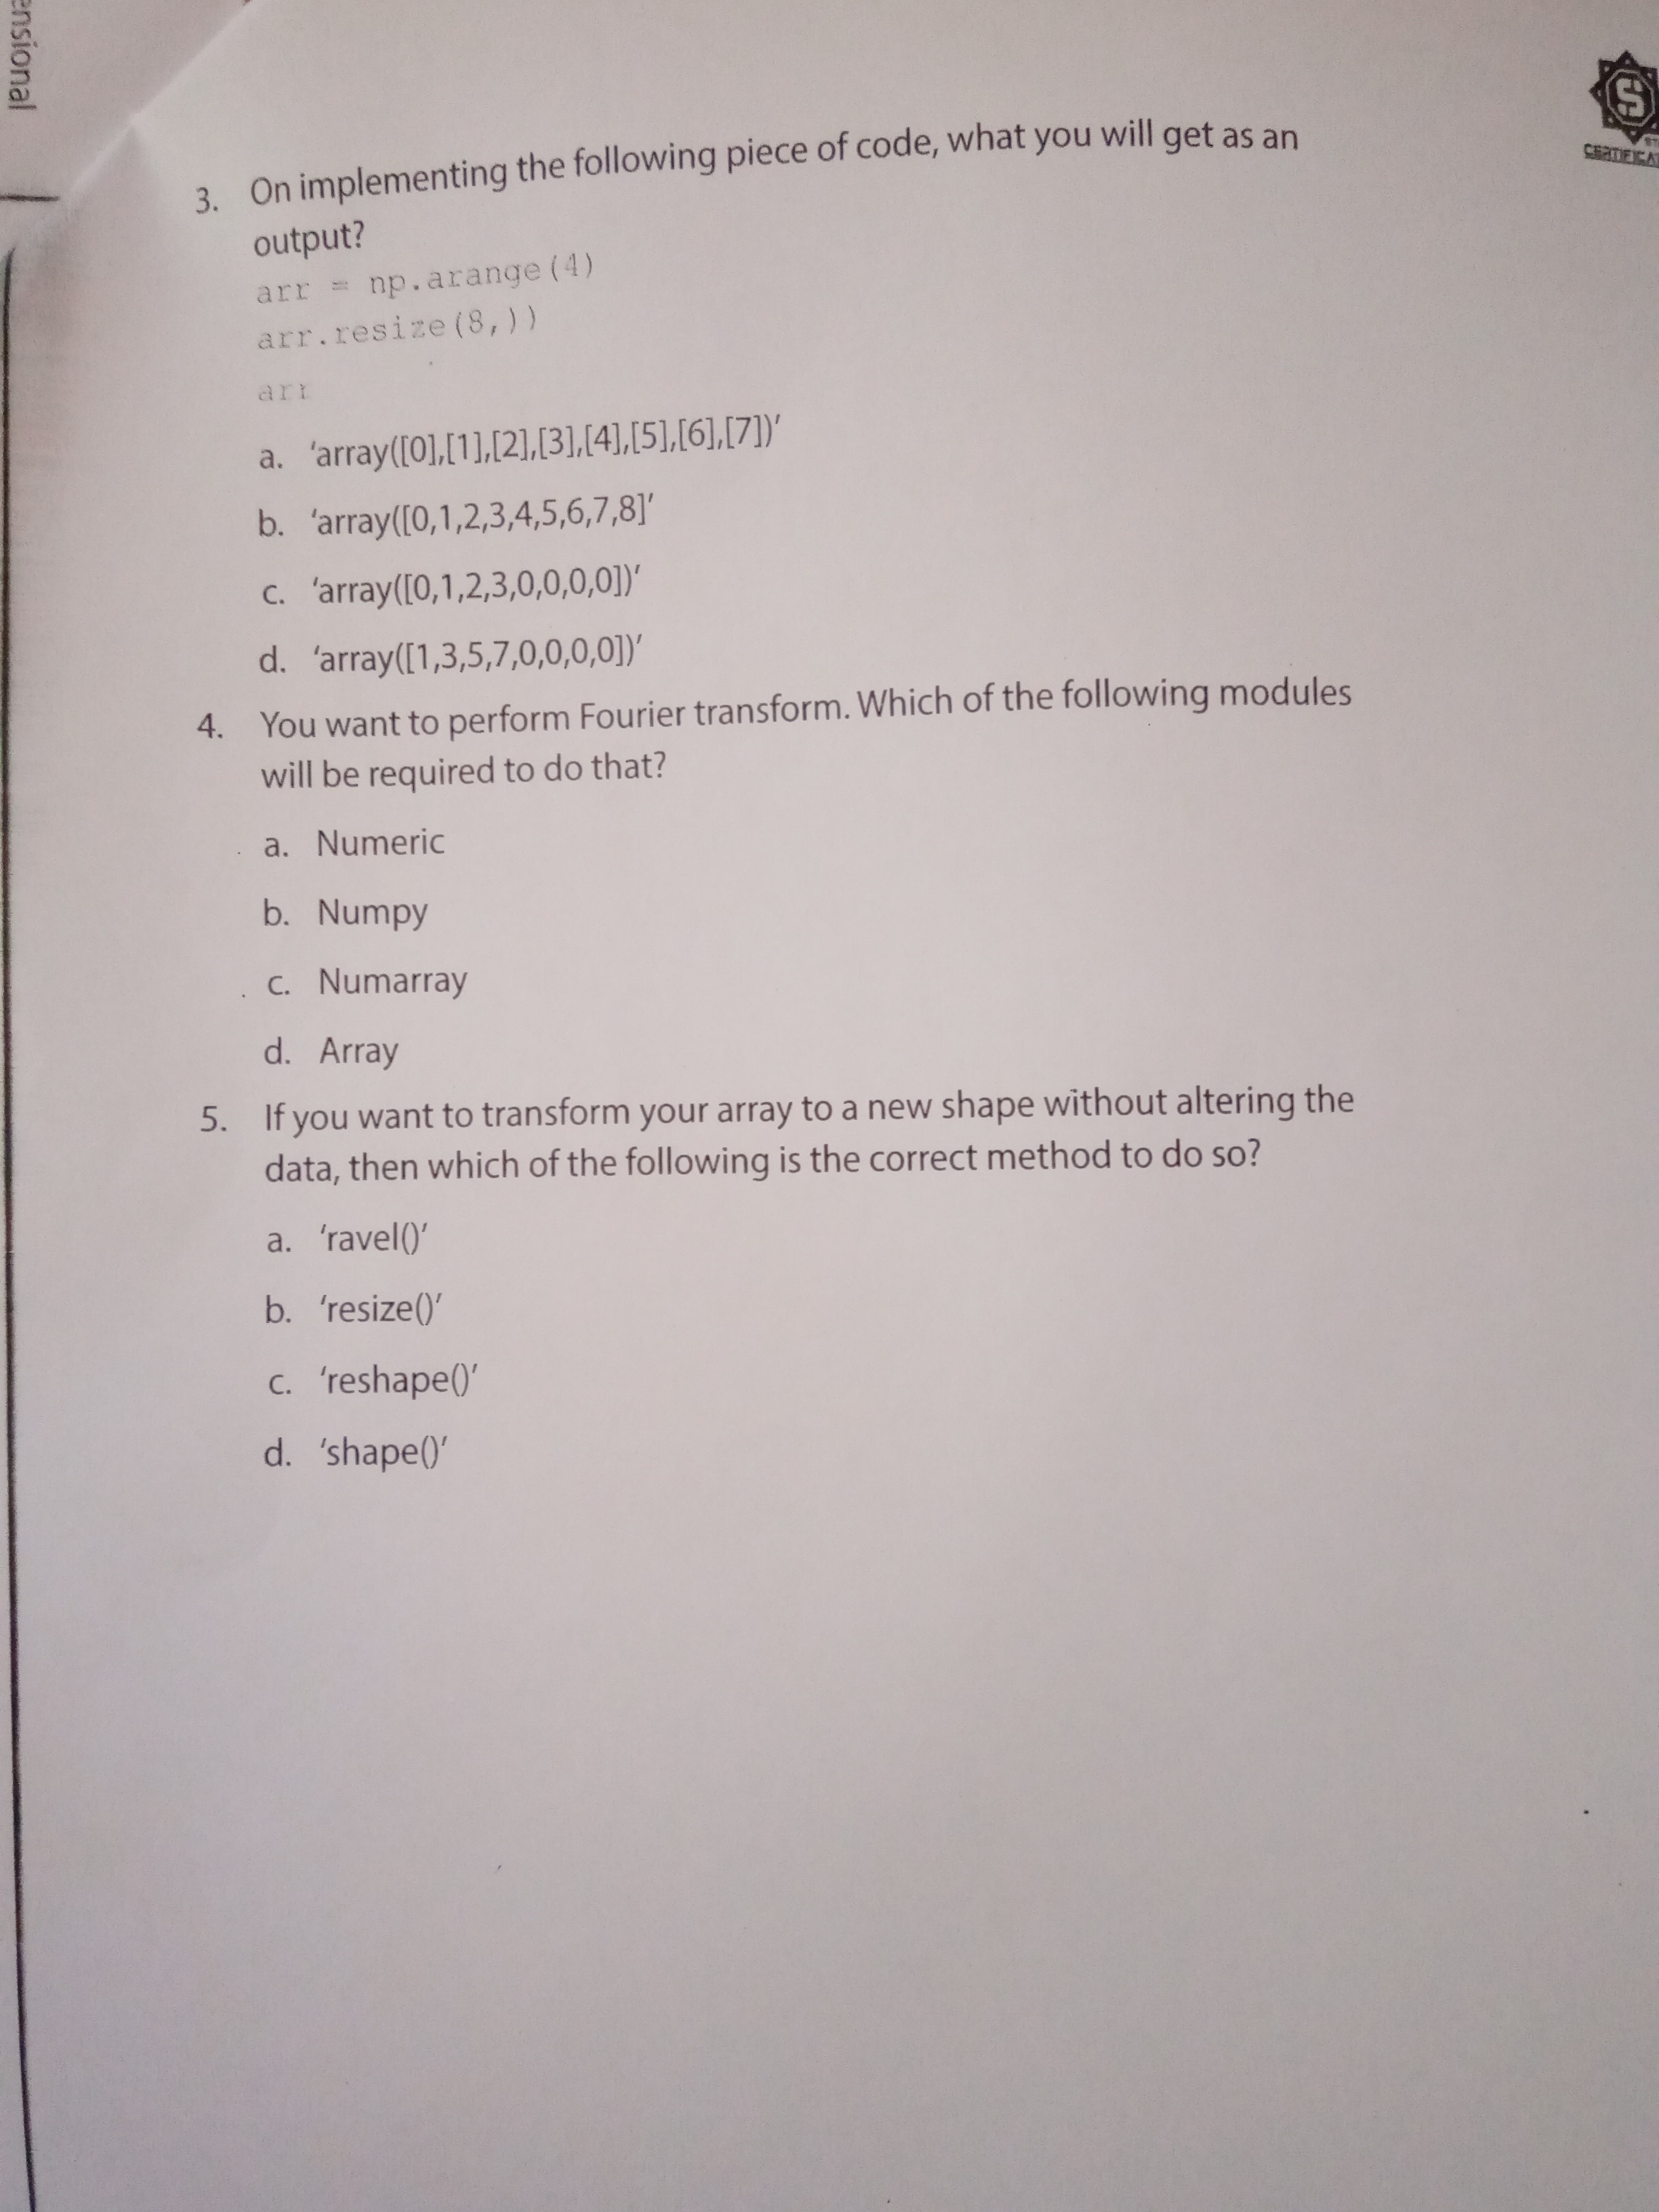 ensional
S
3. On implementing the following piece of code, what you will get as an
output?
arr = np.arange(4)
arr.resize(8,))
arr
a. ‘array([0],[1],[2],[3],[4],[5],[6],[7])’
b. ‘array([0,1,2,3,4,5,6,7,8]’
c. ‘array([0,1,2,3,0,0,0,0])’
d. ‘array([1,3,5,7,0,0,0,0])’
4. You want to perform Fourier transform. Which of the following modules
will be required to do that?
a. Numeric
b. Numpy
c. Numarray
d. Array
5. If you want to transform your array to a new shape without altering the
data, then which of the following is the correct method to do so?
a. ‘ravel()’
b. ‘resize()’
c. ‘reshape()’
d. ‘shape()’